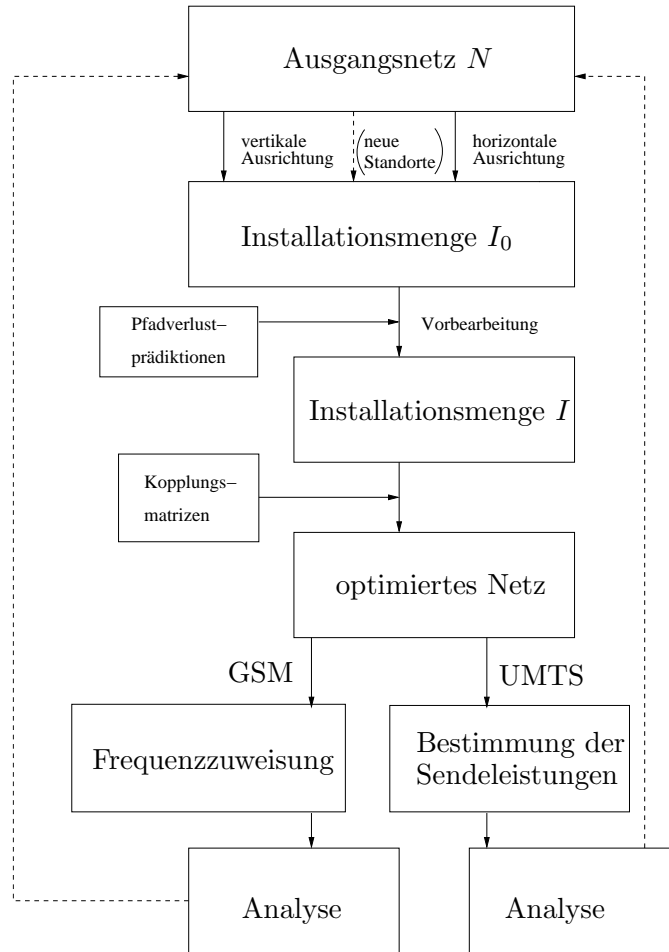 Ausgangsnetz N
vertikale
Ausrichtung
(neue
Standorte)
horizontale
Ausrichtung
Installationsmenge I₀
Pfadverlust–
prädiktionen
Vorbearbeitung
Installationsmenge I
Kopplungs–
matrizen
optimiertes Netz
GSM
UMTS
Frequenzzuweisung
Bestimmung der
Sendeleistungen
Analyse
Analyse